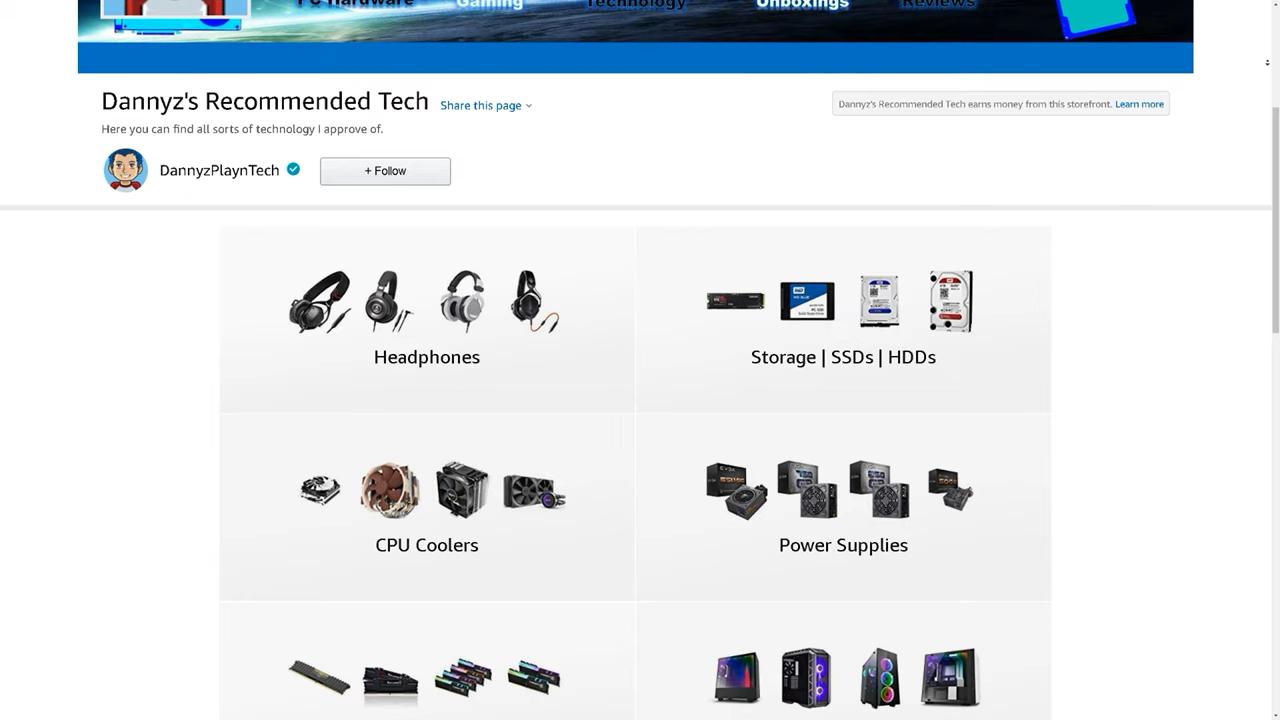 PC Hardware Gaming Technology Unboxings Reviews
Dannyz's Recommended Tech Share this page
Dannyz's Recommended Tech earns money from this storefront. Learn more
Here you can find all sorts of technology I approve of.
DannyzPlaynTech
+ Follow
Headphones
Storage | SSDs | HDDs
CPU Coolers
Power Supplies